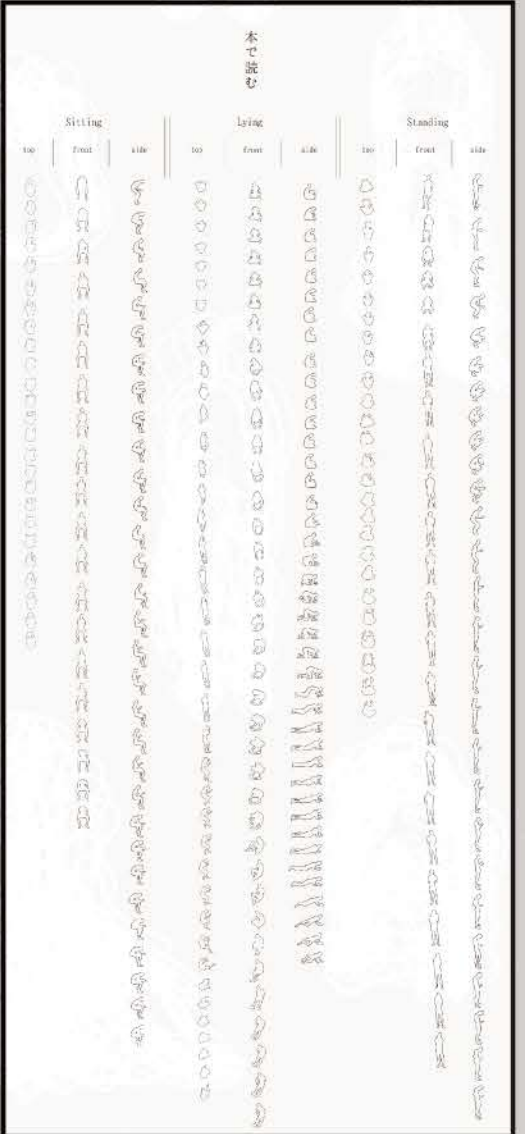 本で読む
Sitting
Lying
Standing
top
front
side
top
front
side
top
front
side